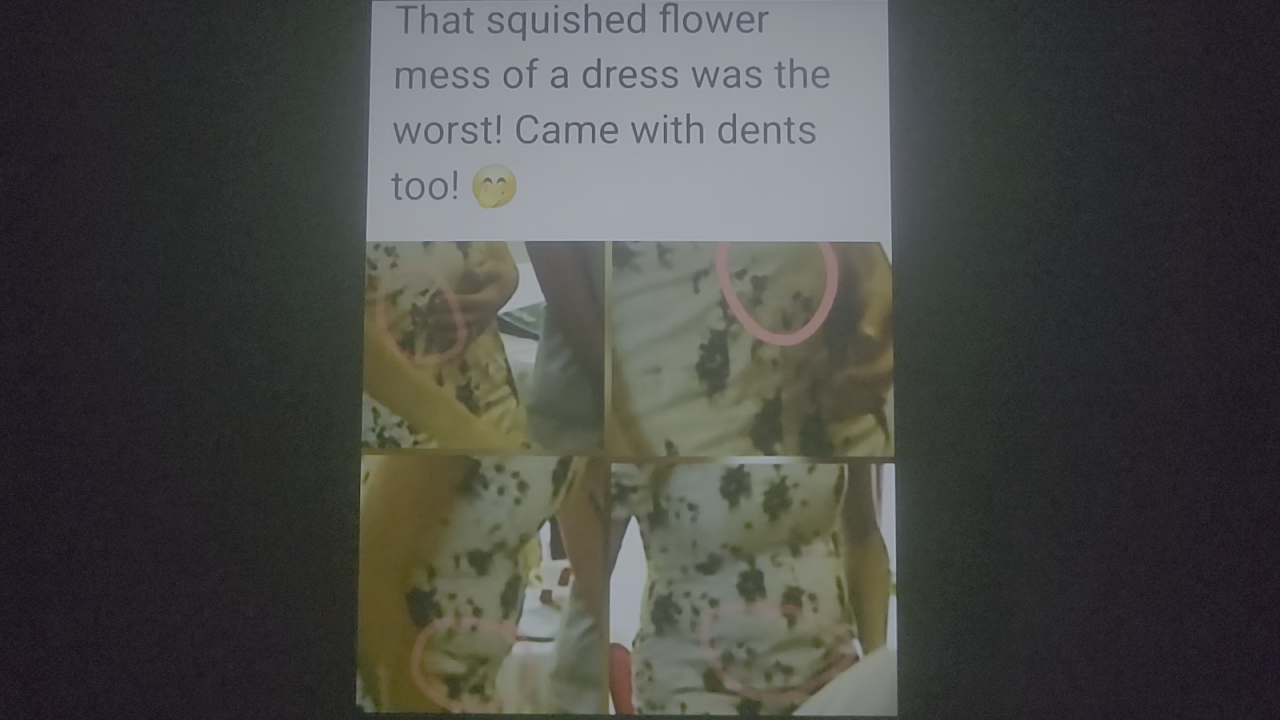 That squished flower
mess of a dress was the
worst! Came with dents
too! 🤭